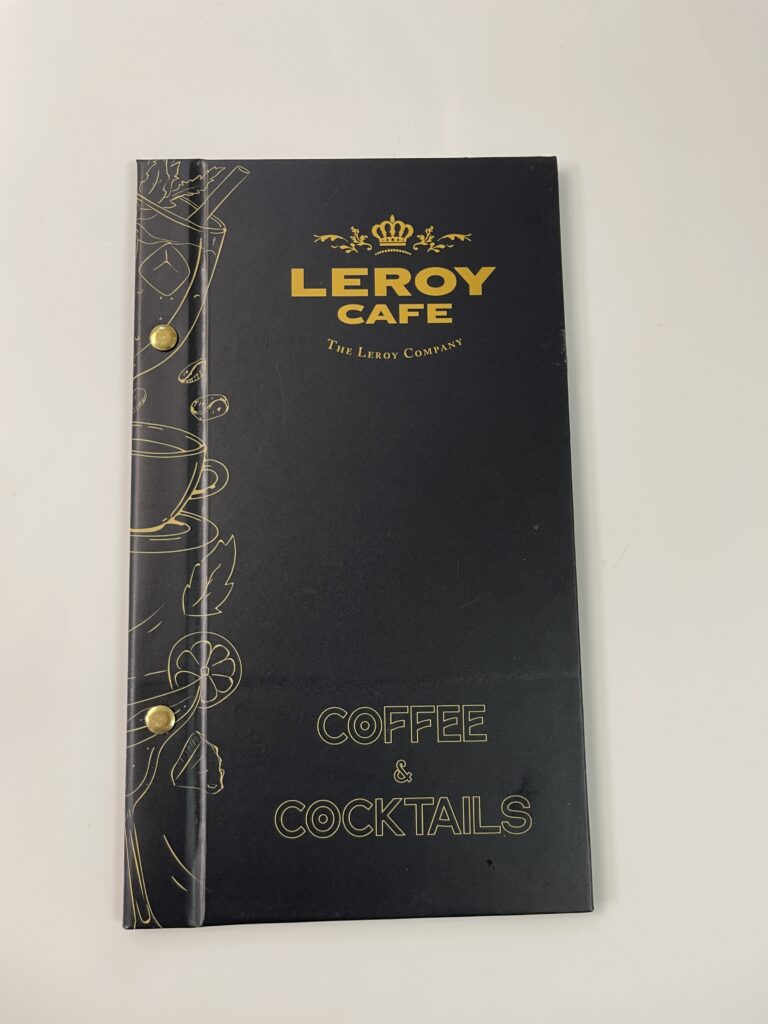 LEROY
CAFE
THE LEROY COMPANY
COFFEE
&
COCKTAILS